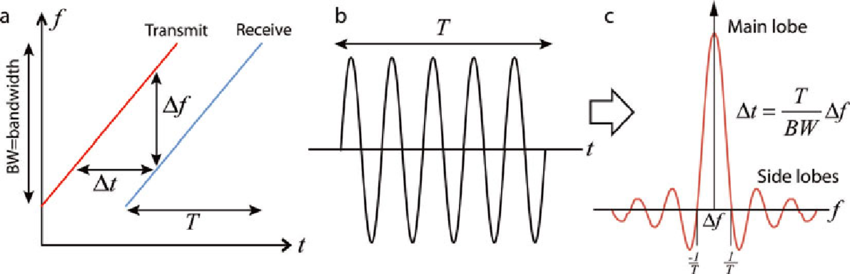 a
f
Transmit
Receive
BW=bandwidth
Δf
Δt
T
t
b
T
t
c
Main lobe
Δt = T/BW Δf
Side lobes
Δf
f
-1/T
1/T